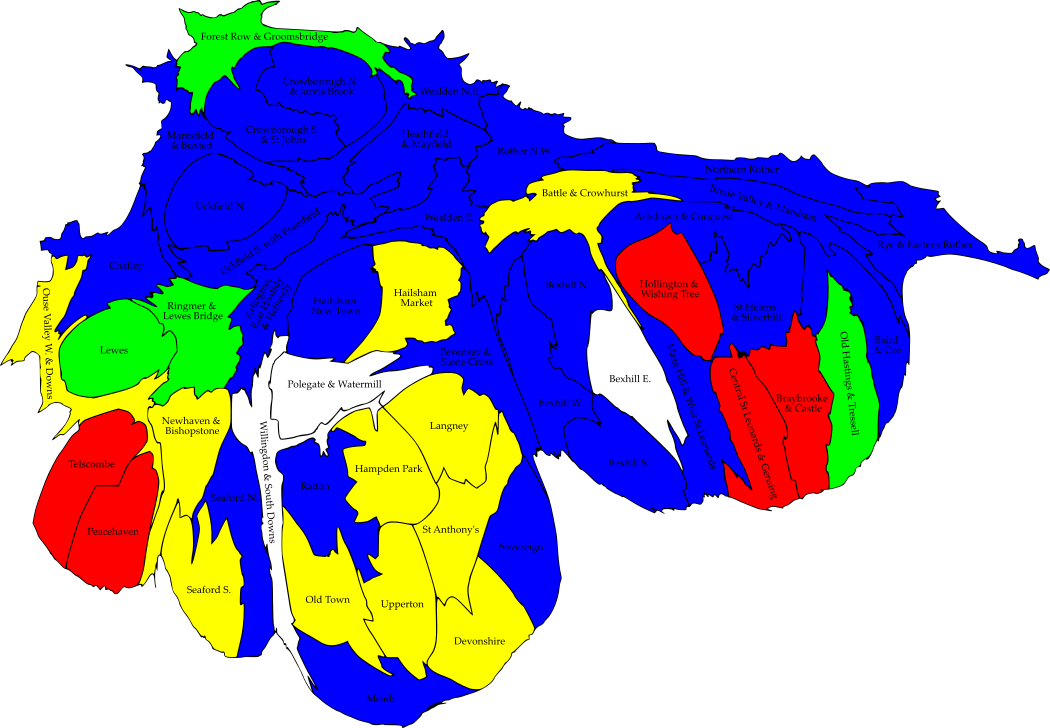 Forest Row & Groomsbridge
Crowborough N.
& Jarvis Brook
Wealden N.E.
Crowborough S.
& St Johns
Maresfield
& Buxted
Heathfield
& Mayfield
Rother N.W.
Northern Rother
Battle & Crowhurst
Brede Valley & Marsham
Uckfield N.
Wealden E.
Ashdown & Conquest
Uckfield S. with Framfield
Rye & Eastern Rother
Chailey
Ouse Valley W. & Downs
Ringmer &
Lewes Bridge
Arlington,
East Hoathly
& Hellingly
Hailsham
New Town
Hailsham
Market
Bexhill N.
Hollington &
Wishing Tree
St Helens
& Silverhill
Old Hastings & Tressell
Baird
& Ore
Lewes
Pevensey &
Stone Cross
Polegate & Watermill
Bexhill E.
Maze Hill & West St Leonards
Central St Leonards & Gensing
Braybrooke
& Castle
Bexhill W.
Newhaven &
Bishopstone
Willingdon & South Downs
Langney
Telscombe
Hampden Park
Bexhill S.
Ratton
Seaford N.
Peacehaven
St Anthony's
Sovereign
Seaford S.
Old Town
Upperton
Devonshire
Meads